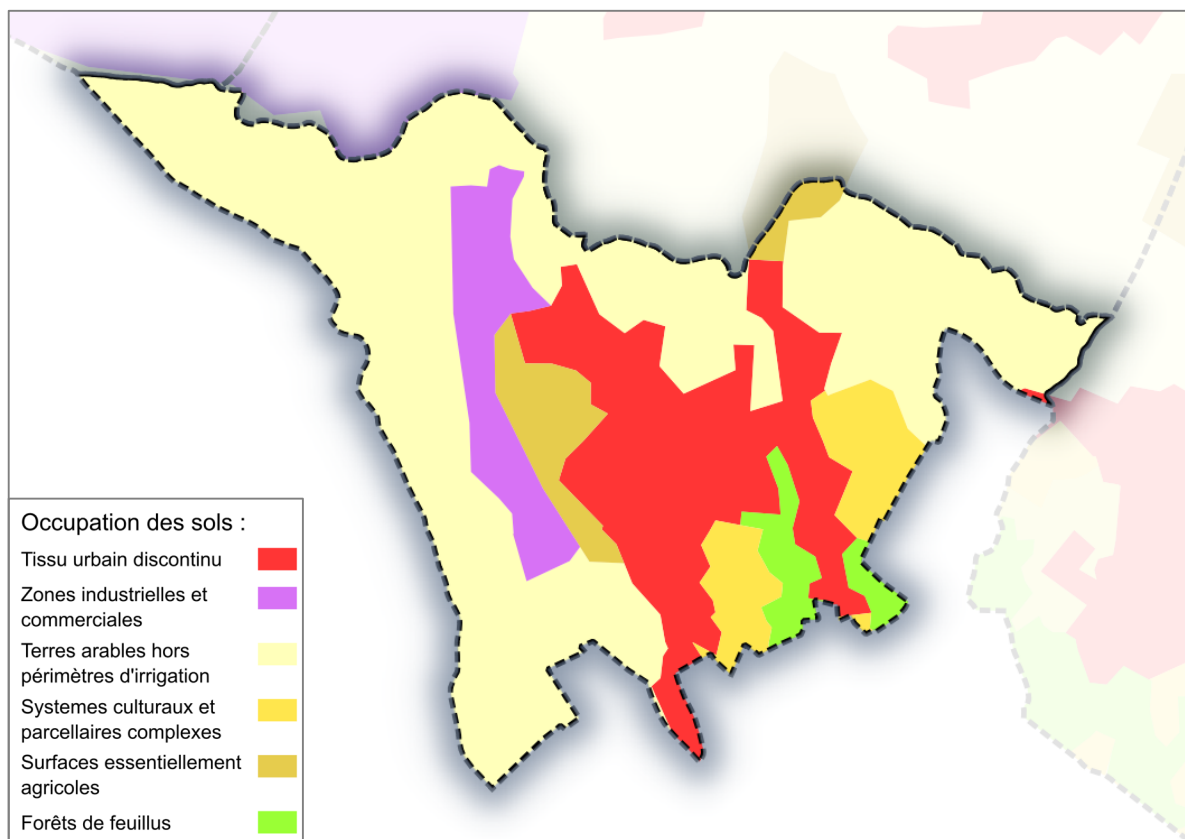 Occupation des sols :
Tissu urbain discontinu
Zones industrielles et
commerciales
Terres arables hors
périmètres d'irrigation
Systemes culturaux et
parcellaires complexes
Surfaces essentiellement
agricoles
Forêts de feuillus